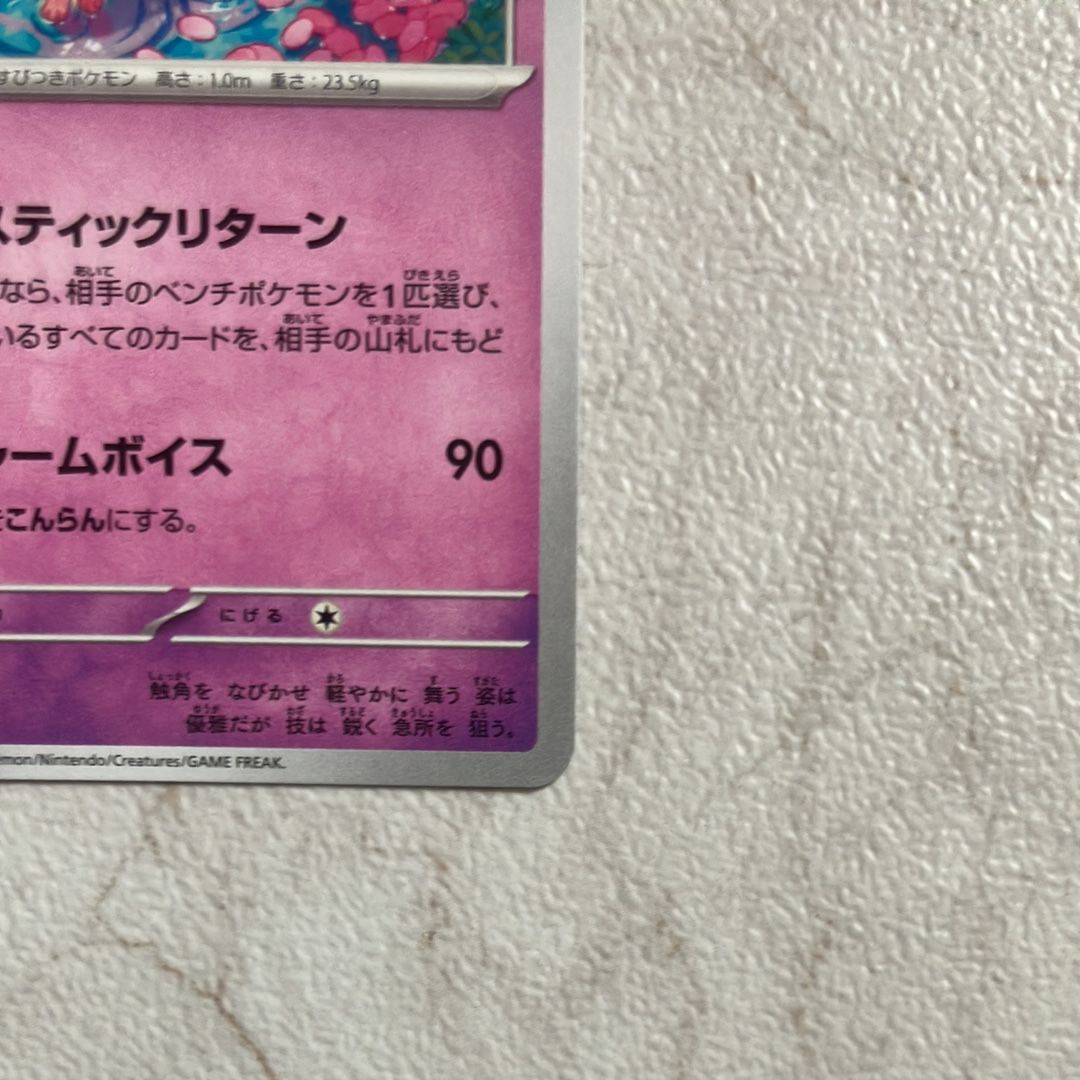 すびつきポケモン 高さ:1.0m 重さ:23.5kg
スティックリターン
なら、相手のベンチポケモンを1匹選び、
いるすべてのカードを、相手の山札にもど
ャームボイス 90
をこんらんにする。
にげる
触角を なびかせ 軽やかに 舞う 姿は
優雅だが 技は 鋭く 急所を 狙う。
émon/Nintendo/Creatures/GAME FREAK.